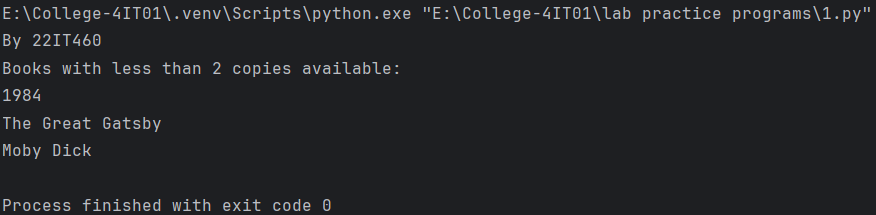 E:\College-4IT01\.venv\Scripts\python.exe "E:\College-4IT01\lab practice programs\1.py"
By 22IT460
Books with less than 2 copies available:
1984
The Great Gatsby
Moby Dick
Process finished with exit code 0